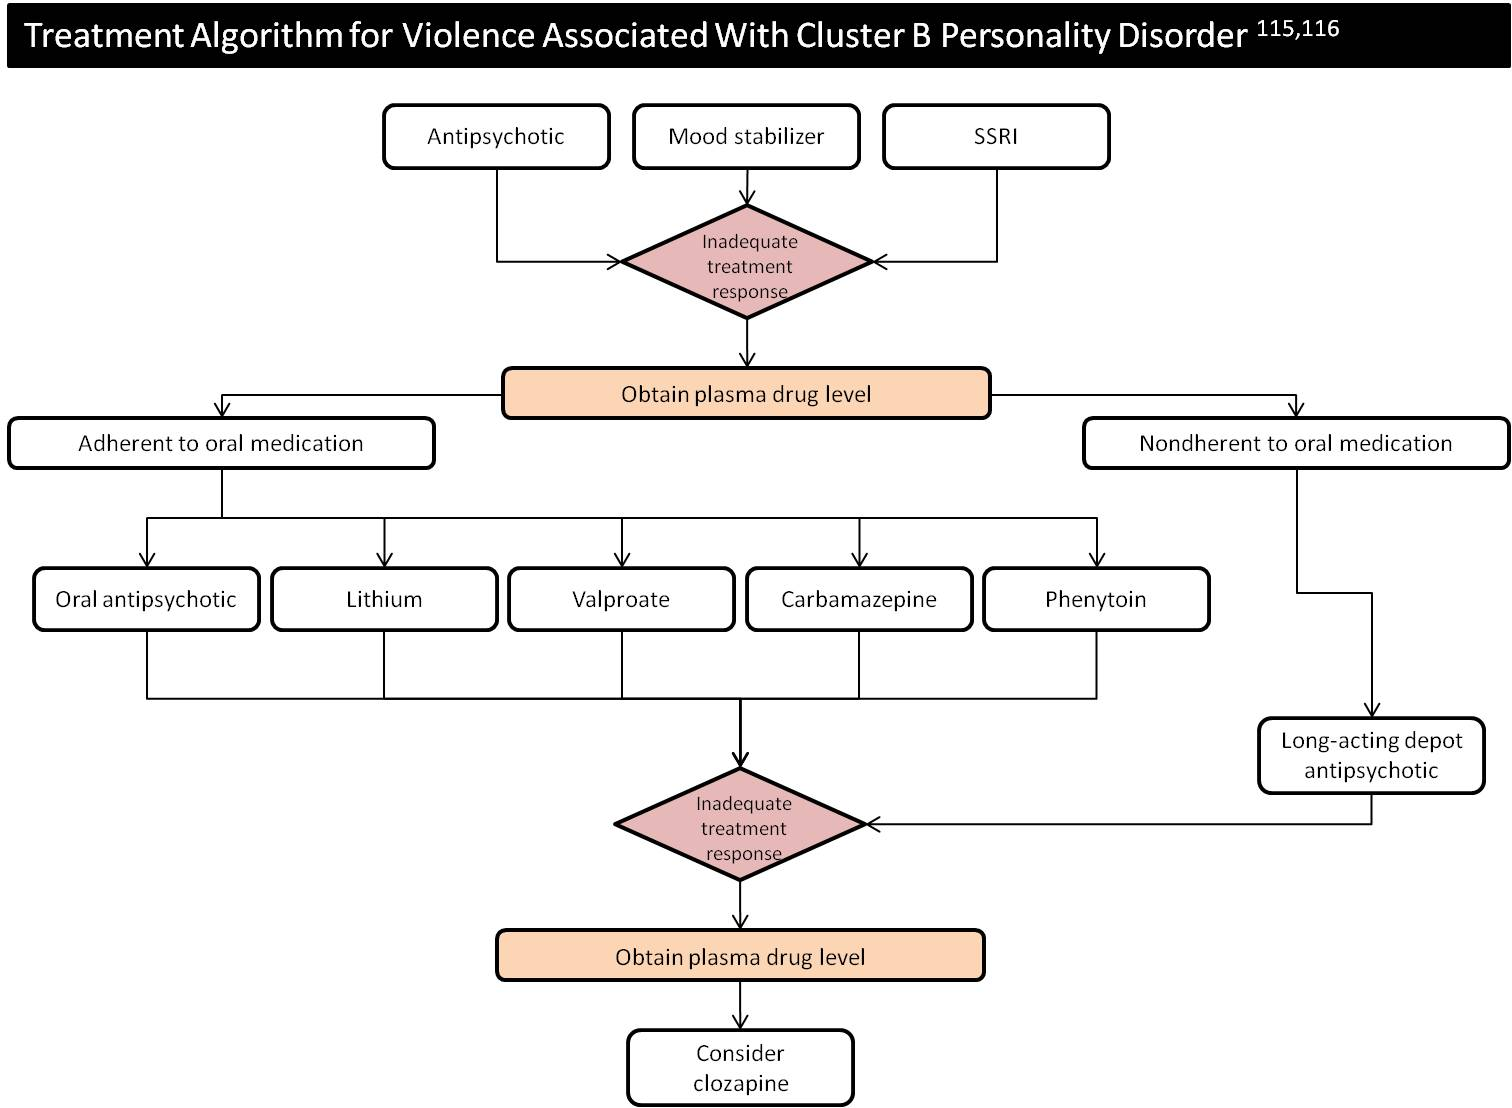 Treatment Algorithm for Violence Associated With Cluster B Personality Disorder 115,116
Antipsychotic
Mood stabilizer
SSRI
Inadequate
treatment
response
Obtain plasma drug level
Adherent to oral medication
Nondherent to oral medication
Oral antipsychotic
Lithium
Valproate
Carbamazepine
Phenytoin
Long-acting depot
antipsychotic
Inadequate
treatment
response
Obtain plasma drug level
Consider
clozapine